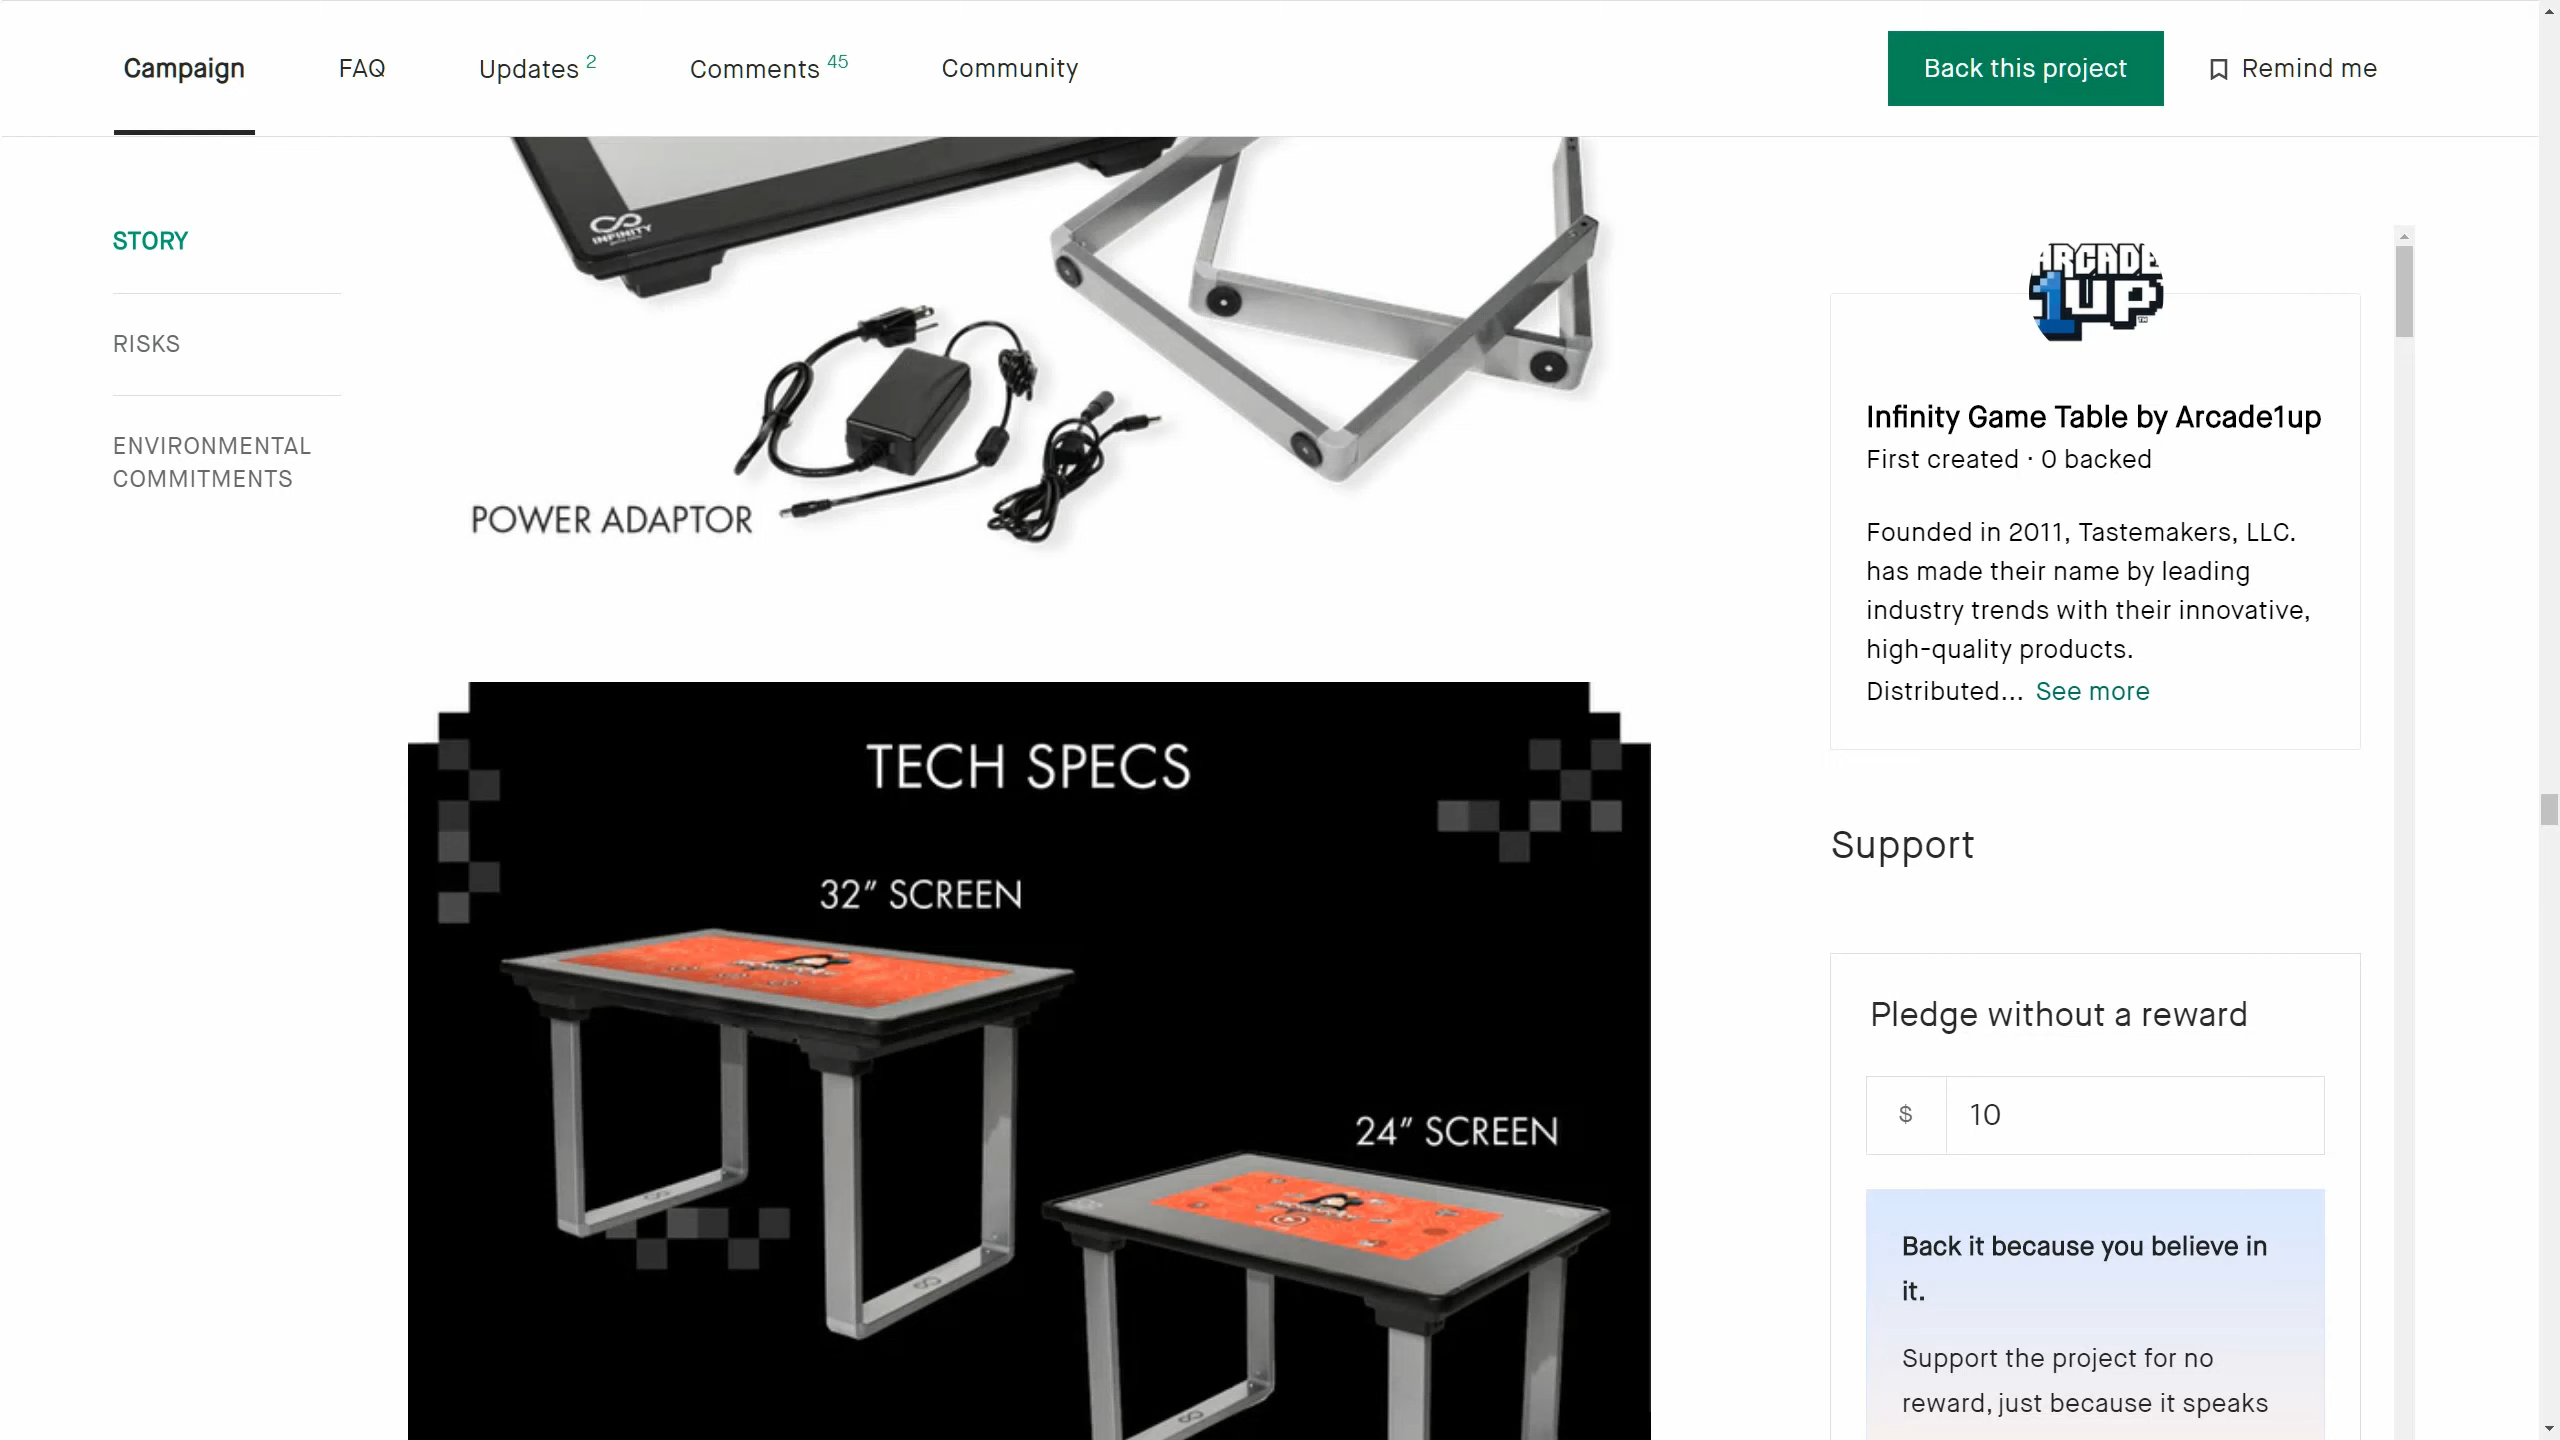 Campaign
FAQ
Updates 2
Comments 45
Community
Back this project
Remind me
STORY
RISKS
ENVIRONMENTAL
COMMITMENTS
INFINITY
POWER ADAPTOR
TECH SPECS
32" SCREEN
24" SCREEN
ARCADE
1UP
Infinity Game Table by Arcade1up
First created · 0 backed
Founded in 2011, Tastemakers, LLC.
has made their name by leading
industry trends with their innovative,
high-quality products.
Distributed... See more
Support
Pledge without a reward
$ 10
Back it because you believe in
it.
Support the project for no
reward, just because it speaks